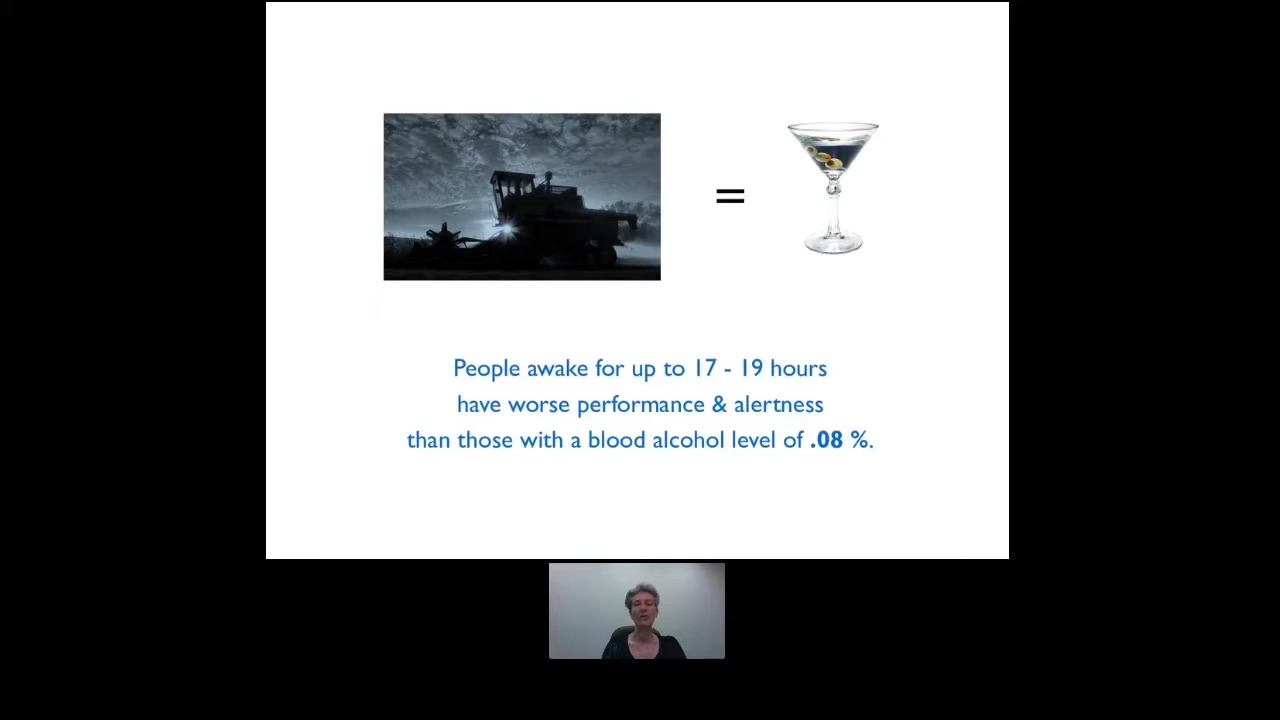 =
People awake for up to 17 - 19 hours
have worse performance & alertness
than those with a blood alcohol level of .08 %.